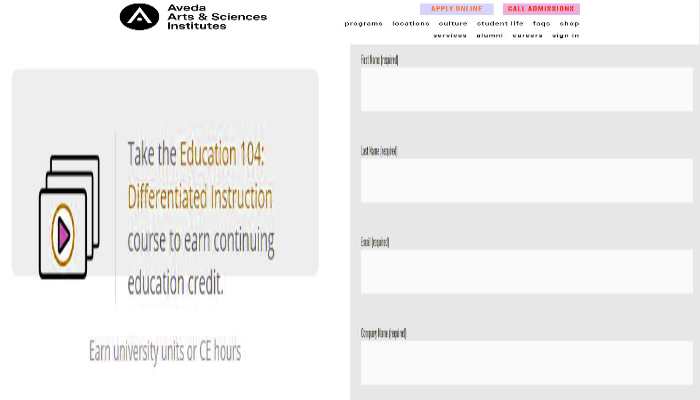 Aveda
Arts & Sciences
Institutes
APPLY ONLINE
CALL ADMISSIONS
programs locations culture student life faqs shop
services alumni careers sign in
Take the Education 104:
Differentiated Instruction
course to earn continuing
education credit.
Earn university units or CE hours
First Name (required)
Last Name (required)
Email (required)
Company Name (required)